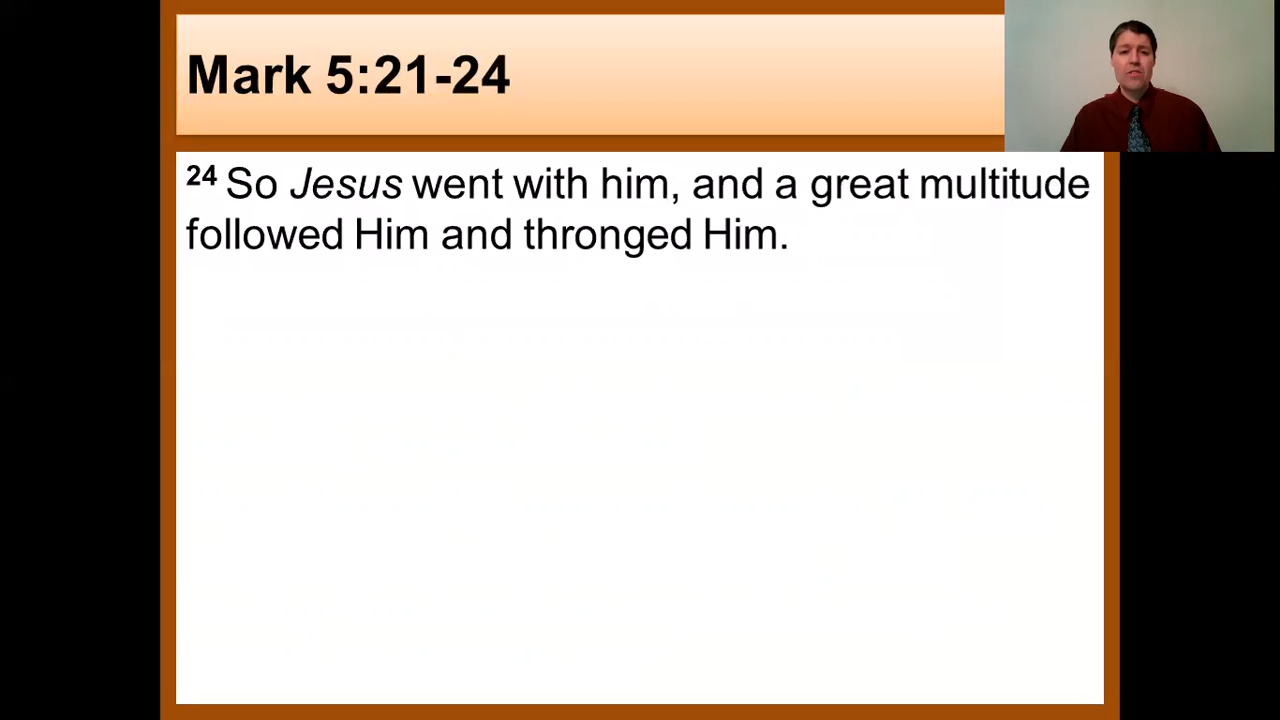 Mark 5:21-24
24 So Jesus went with him, and a great multitude
followed Him and thronged Him.